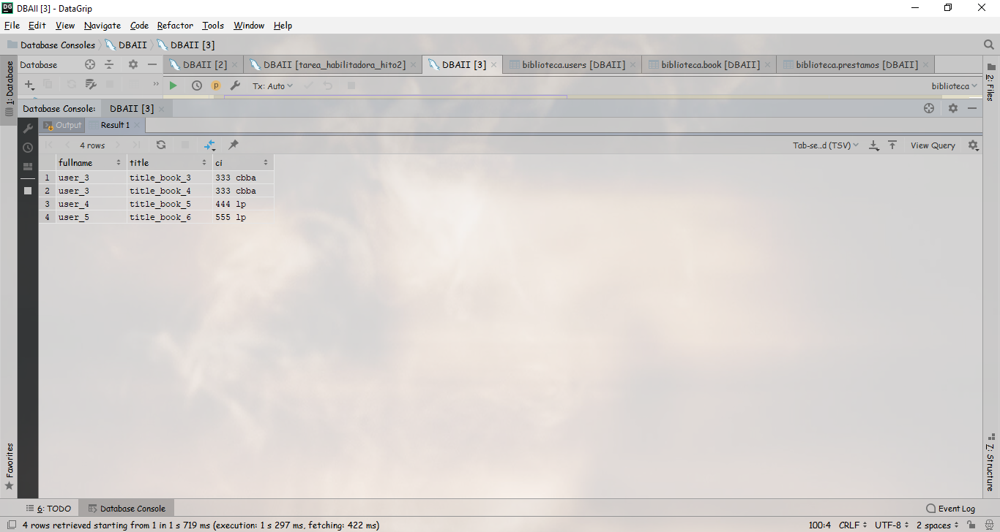 DG DBAII [3] - DataGrip
File Edit View Navigate Code Refactor Tools Window Help
Database Consoles DBAII DBAII [3]
Database DBAII [2] DBAII [tarea_habilitadora_hito2] DBAII [3] biblioteca.users [DBAII] biblioteca.book [DBAII] biblioteca.prestamos [DBAII]
P Tx: Auto biblioteca
Database Console: DBAII [3]
Output Result 1
4 rows Tab-se..d (TSV) View Query
fullname title ci
1 user_3 title_book_3 333 cbba
2 user_3 title_book_4 333 cbba
3 user_4 title_book_5 444 lp
4 user_5 title_book_6 555 lp
1: Database
Favorites
2: Files
7: Structure
6: TODO Database Console Event Log
4 rows retrieved starting from 1 in 1 s 719 ms (execution: 1 s 297 ms, fetching: 422 ms) 100:4 CRLF UTF-8 2 spaces